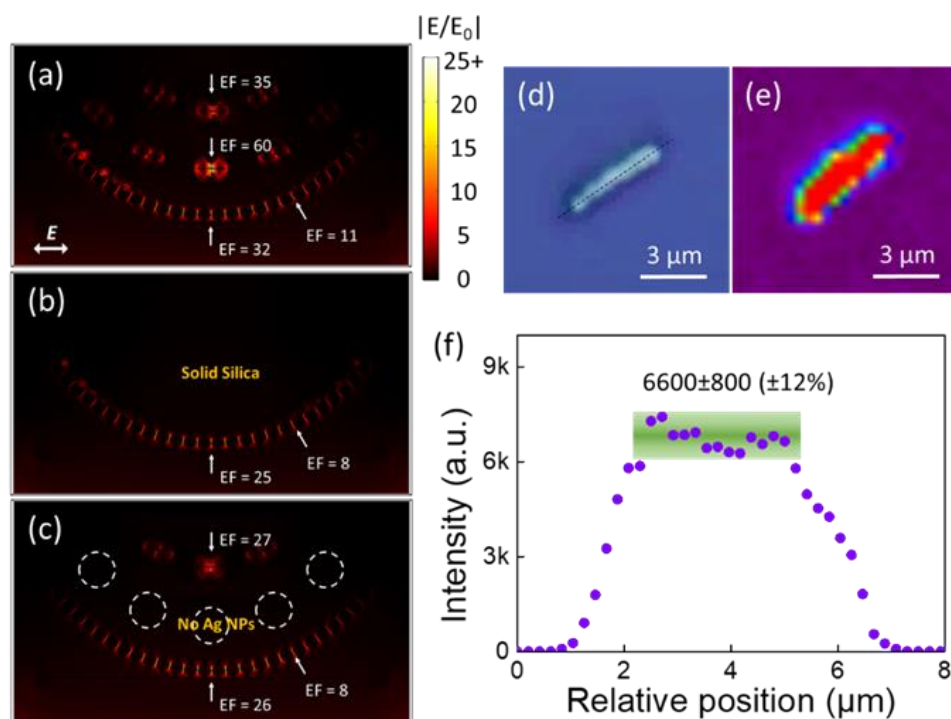 |E/E₀|
25+
20
15
10
5
0
(a)
EF = 35
EF = 60
EF = 11
E
EF = 32
(b)
Solid Silica
EF = 8
EF = 25
(c)
EF = 27
No Ag NPs
EF = 8
EF = 26
(d)
3 µm
(e)
3 µm
(f)
6600±800 (±12%)
9k
6k
3k
0
Intensity (a.u.)
0 2 4 6 8
Relative position (µm)